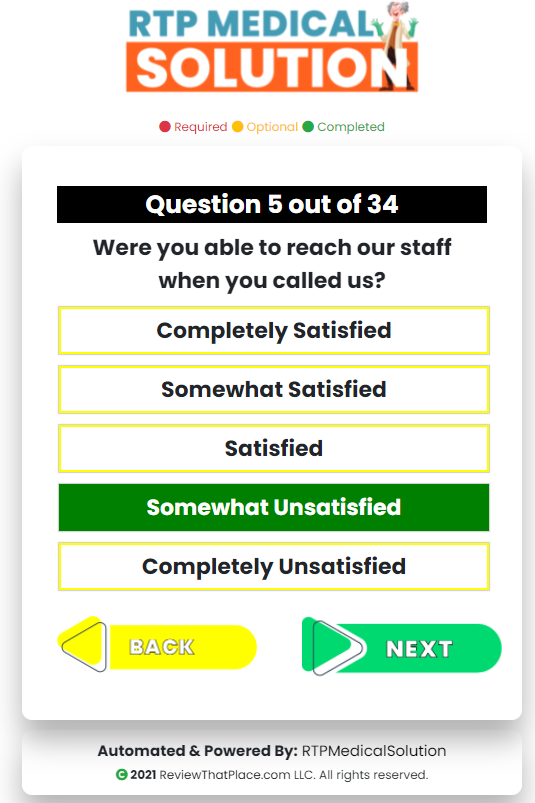 RTP MEDICAL
SOLUTION
Required Optional Completed
Question 5 out of 34
Were you able to reach our staff
when you called us?
Completely Satisfied
Somewhat Satisfied
Satisfied
Somewhat Unsatisfied
Completely Unsatisfied
BACK
NEXT
Automated & Powered By: RTPMedicalSolution
© 2021 ReviewThatPlace.com LLC. All rights reserved.